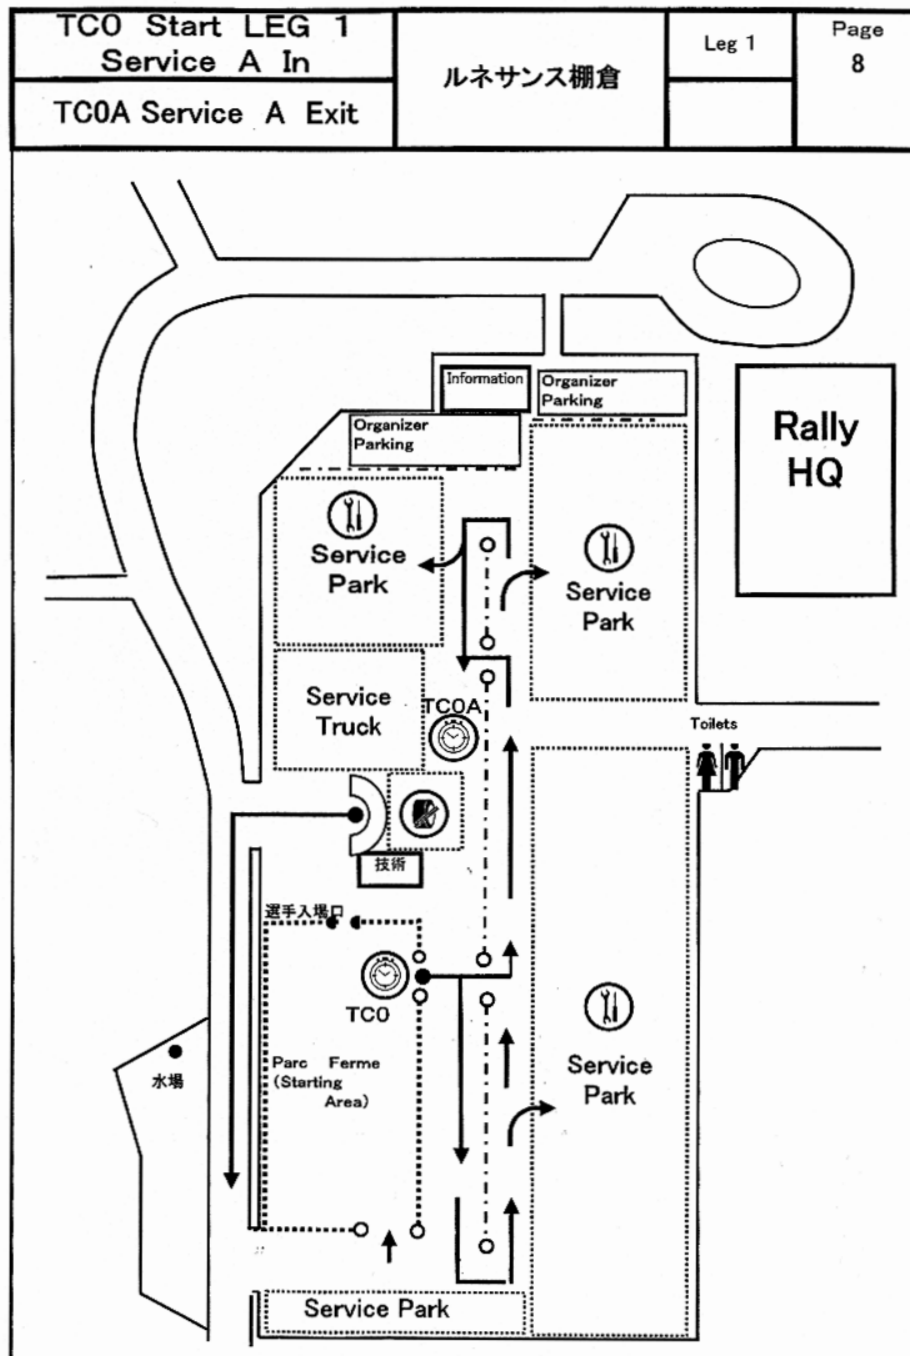 TC0 Start LEG 1
Service A In
TC0A Service A Exit
ルネサンス棚倉
Leg 1
Page
8
Information
Organizer
Parking
Organizer
Parking
Rally
HQ
Service
Park
Service
Park
Service
Truck
TC0A
Toilets
技術
選手入場口
TC0
Parc Ferme
(Starting
Area)
水場
Service
Park
Service Park